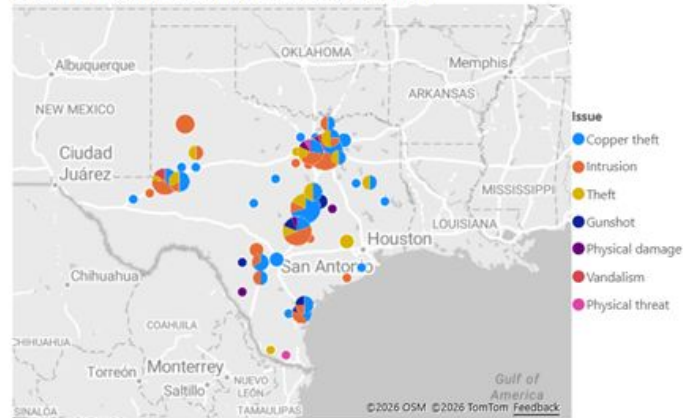 OKLAHOMA
Memphis
Albuquerque
ARKANSAS
NEW MEXICO
Issue
Copper theft
Ciudad
Juárez
Intrusion
MISSISSIPPI
Theft
LOUISIANA
Gunshot
Houston
Physical damage
San Antonio
Chihuahua
Vandalism
Physical threat
COAHUILA
CHIHUAHUA
Monterrey
Torreón
Saltillo
NUEVO
LEÓN
Gulf of
America
SINALOA
TAMAULIPAS
©2026 OSM ©2026 TomTom Feedback